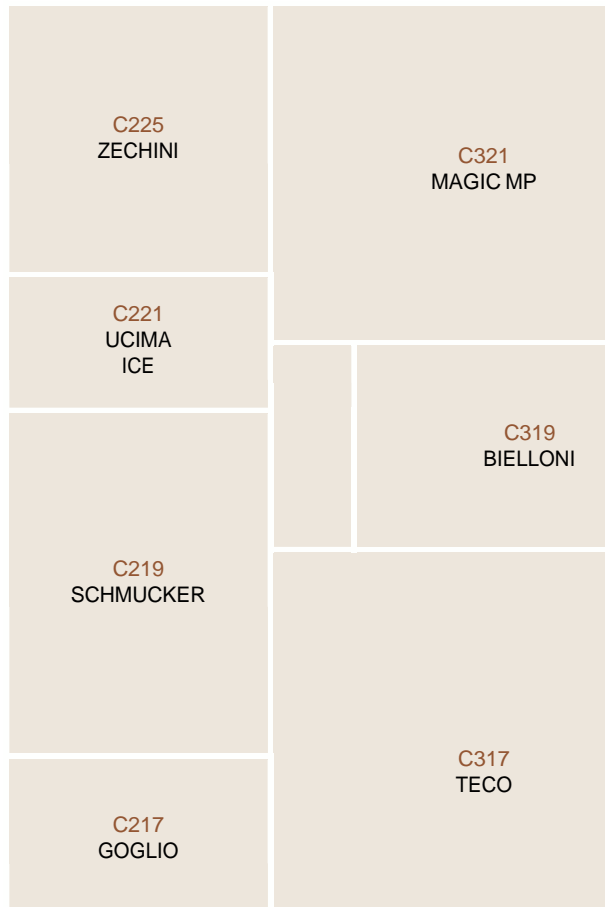 C225
ZECHINI
C321
MAGIC MP
C221
UCIMA
ICE
C319
BIELLONI
C219
SCHMUCKER
C317
TECO
C217
GOGLIO